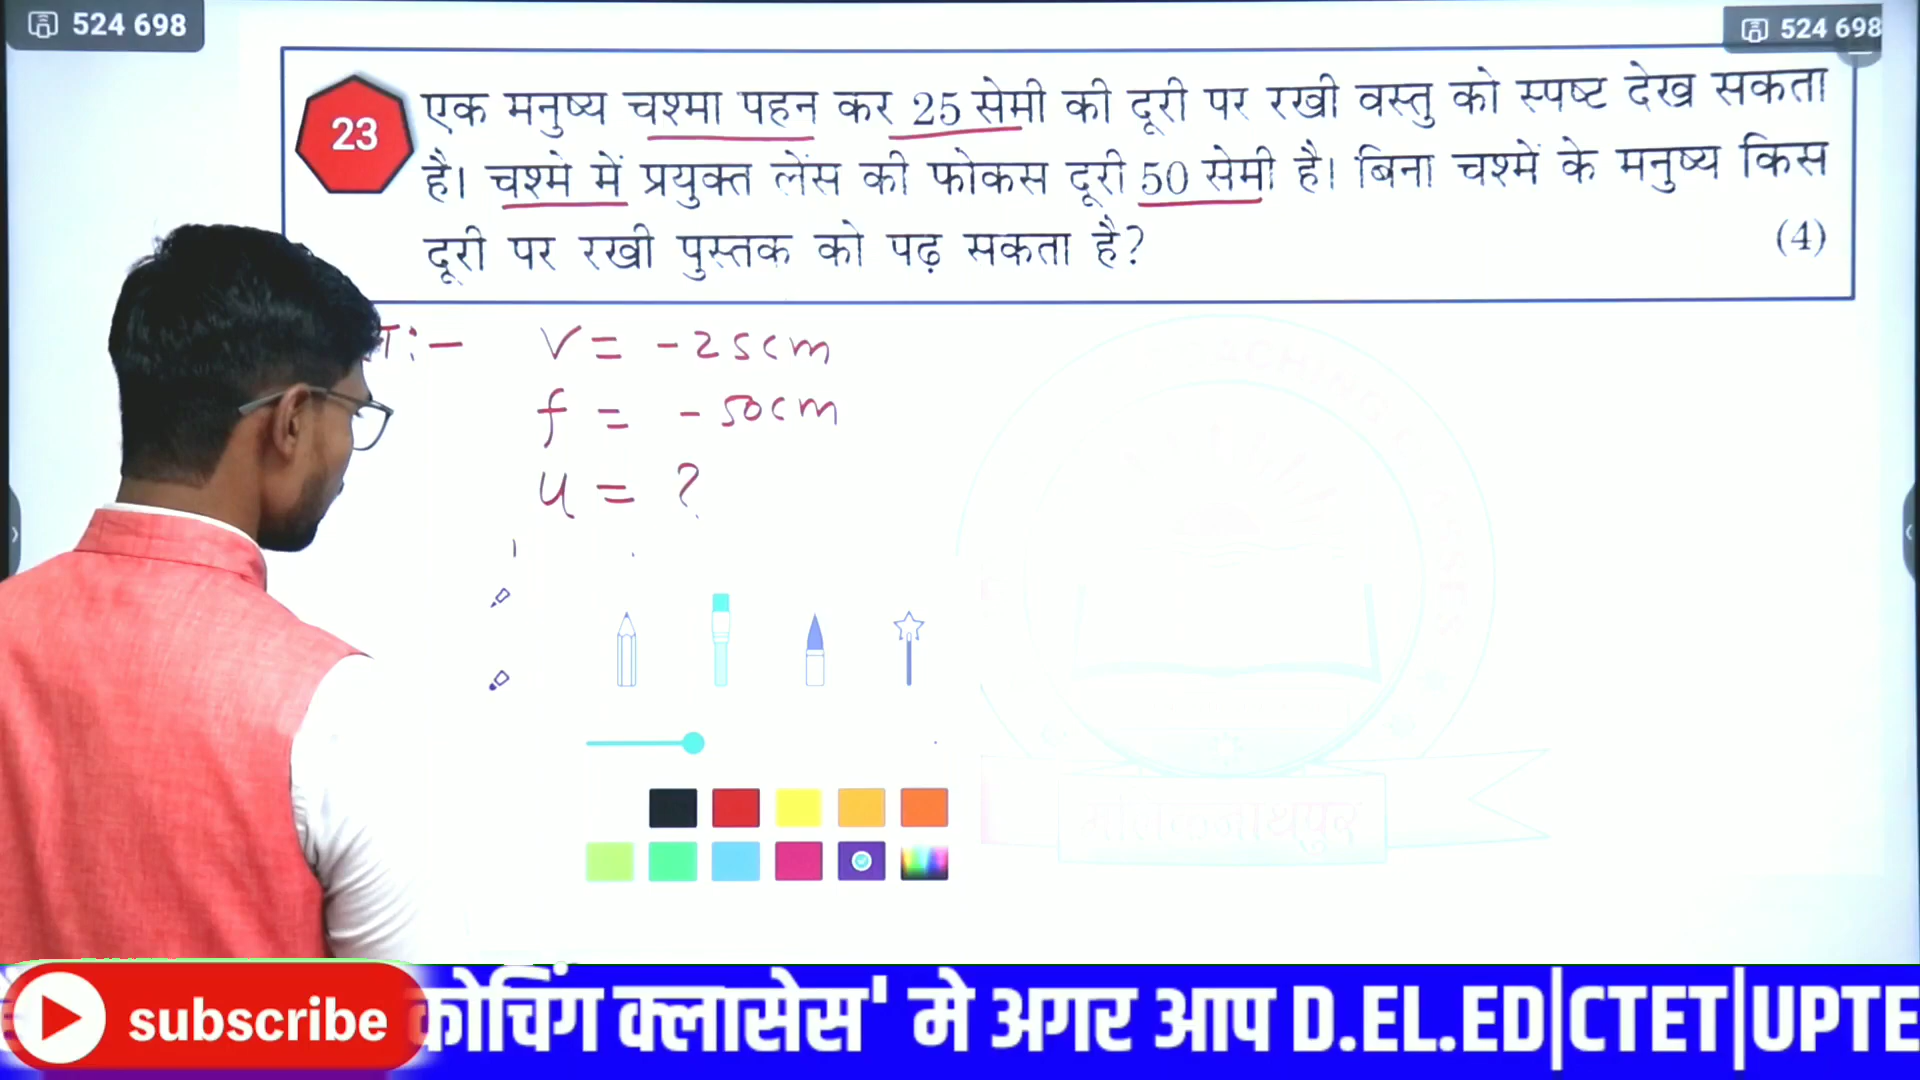 524 698
524 698
23
एक मनुष्य चश्मा पहन कर 25 सेमी की दूरी पर रखी वस्तु को स्पष्ट देख सकता
है। चश्मे में प्रयुक्त लेंस की फोकस दूरी 50 सेमी है। बिना चश्में के मनुष्य किस
दूरी पर रखी पुस्तक को पढ़ सकता है?
(4)
v = -25cm
f = -50cm
u = ?
subscribe
कोचिंग क्लासेस' मे अगर आप D.EL.ED|CTET|UPTE